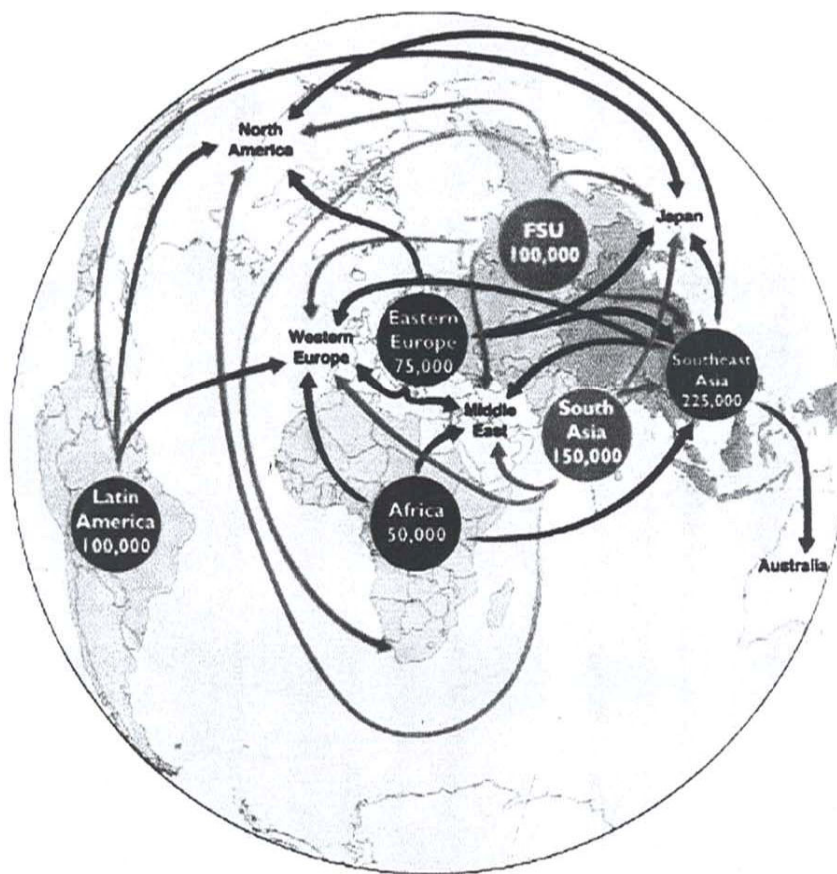 North
America
Japan
FSU
100,000
Western
Europe
Eastern
Europe
75,000
Southeast
Asia
225,000
Middle
East
South
Asia
150,000
Latin
America
100,000
Africa
50,000
Australia